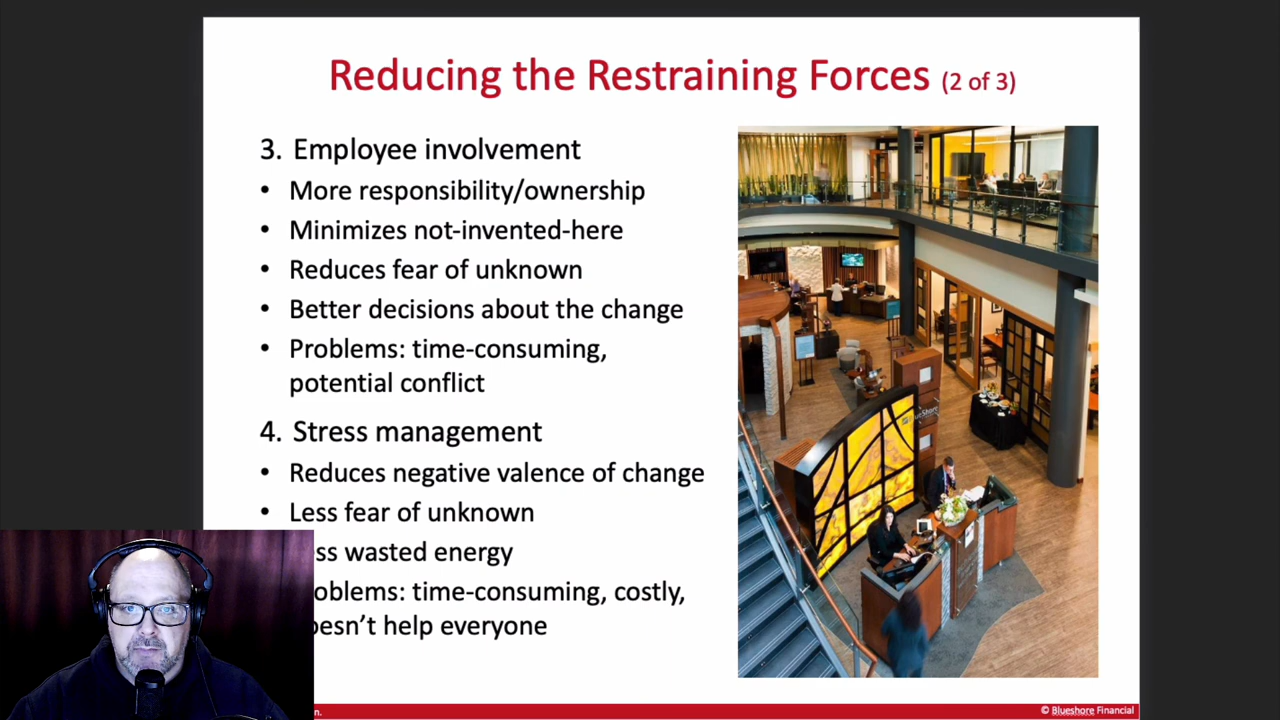 Reducing the Restraining Forces (2 of 3)
3. Employee involvement
• More responsibility/ownership
• Minimizes not-invented-here
• Reduces fear of unknown
• Better decisions about the change
• Problems: time-consuming,
potential conflict
4. Stress management
• Reduces negative valence of change
• Less fear of unknown
ss wasted energy
oblems: time-consuming, costly,
esn’t help everyone
BlueShore
n.
© Blueshore Financial